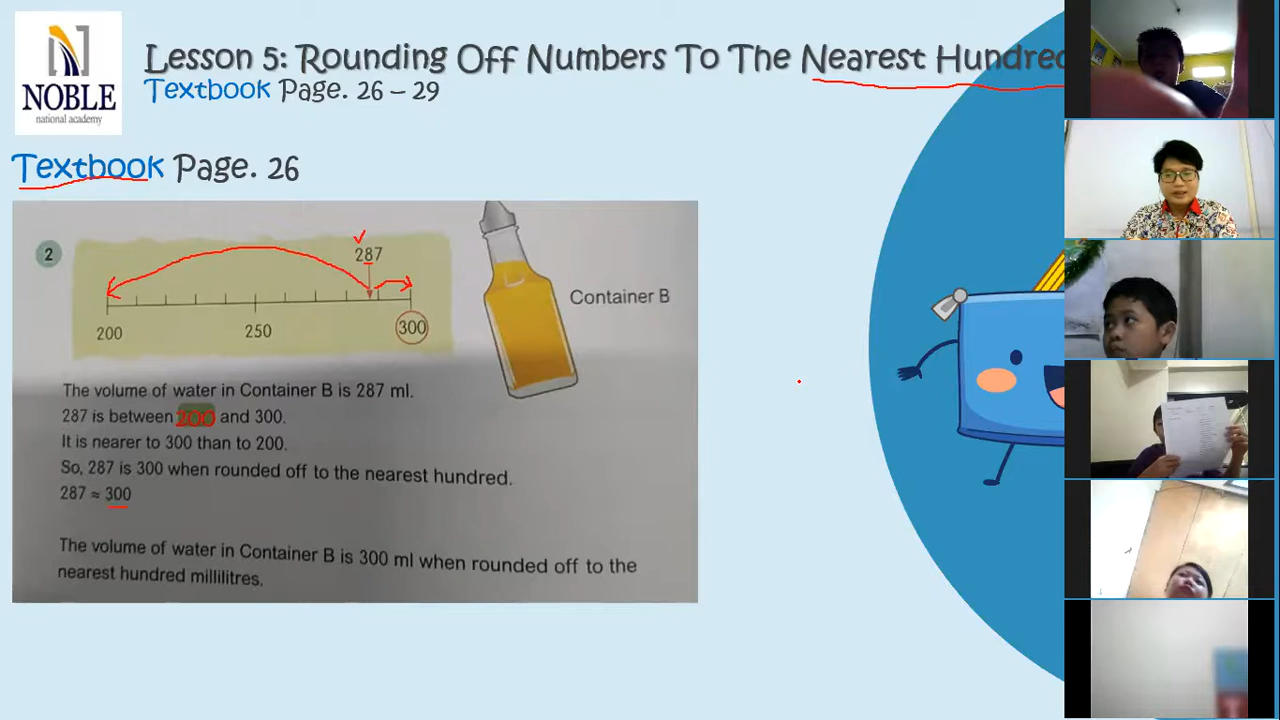 NOBLE
national academy
Lesson 5: Rounding Off Numbers To The Nearest Hundred
Textbook Page. 26 – 29
Textbook Page. 26
2
287
200 250 300
Container B
The volume of water in Container B is 287 ml.
287 is between 200 and 300.
It is nearer to 300 than to 200.
So, 287 is 300 when rounded off to the nearest hundred.
287 ≈ 300
The volume of water in Container B is 300 ml when rounded off to the
nearest hundred millilitres.